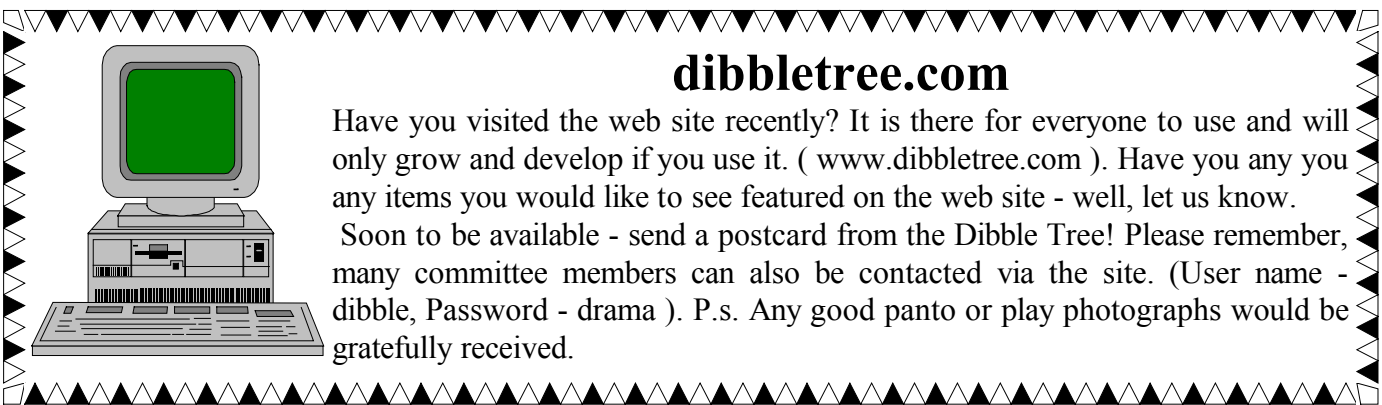 dibbletree.com
Have you visited the web site recently? It is there for everyone to use and will
only grow and develop if you use it. ( www.dibbletree.com ). Have you any you
any items you would like to see featured on the web site - well, let us know.
Soon to be available - send a postcard from the Dibble Tree! Please remember,
many committee members can also be contacted via the site. (User name -
dibble, Password - drama ). P.s. Any good panto or play photographs would be
gratefully received.